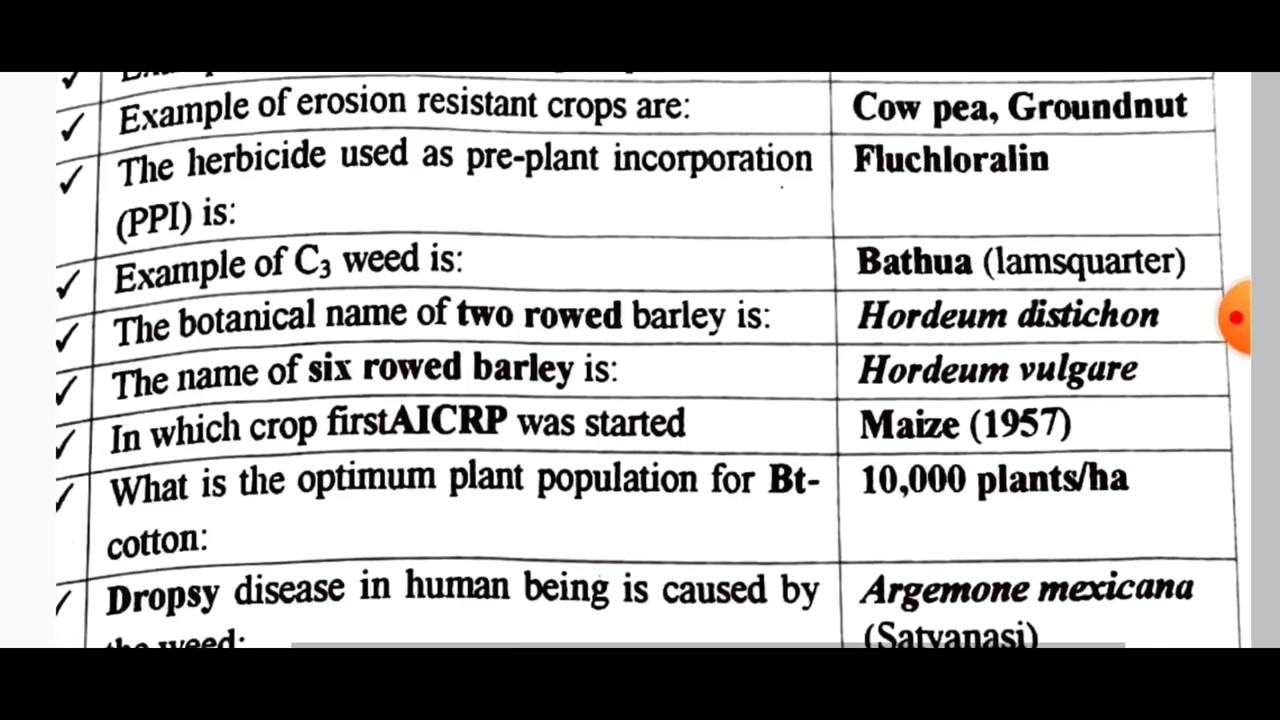 ✓ Example of erosion resistant crops are: Cow pea, Groundnut
✓ The herbicide used as pre-plant incorporation Fluchloralin
(PPI) is:
✓ Example of C₃ weed is: Bathua (lamsquarter)
✓ The botanical name of two rowed barley is: Hordeum distichon
✓ The name of six rowed barley is: Hordeum vulgare
✓ In which crop firstAICRP was started Maize (1957)
✓ What is the optimum plant population for Bt- 10,000 plants/ha
cotton:
✓ Dropsy disease in human being is caused by Argemone mexicana
the weed: (Satyanasi)